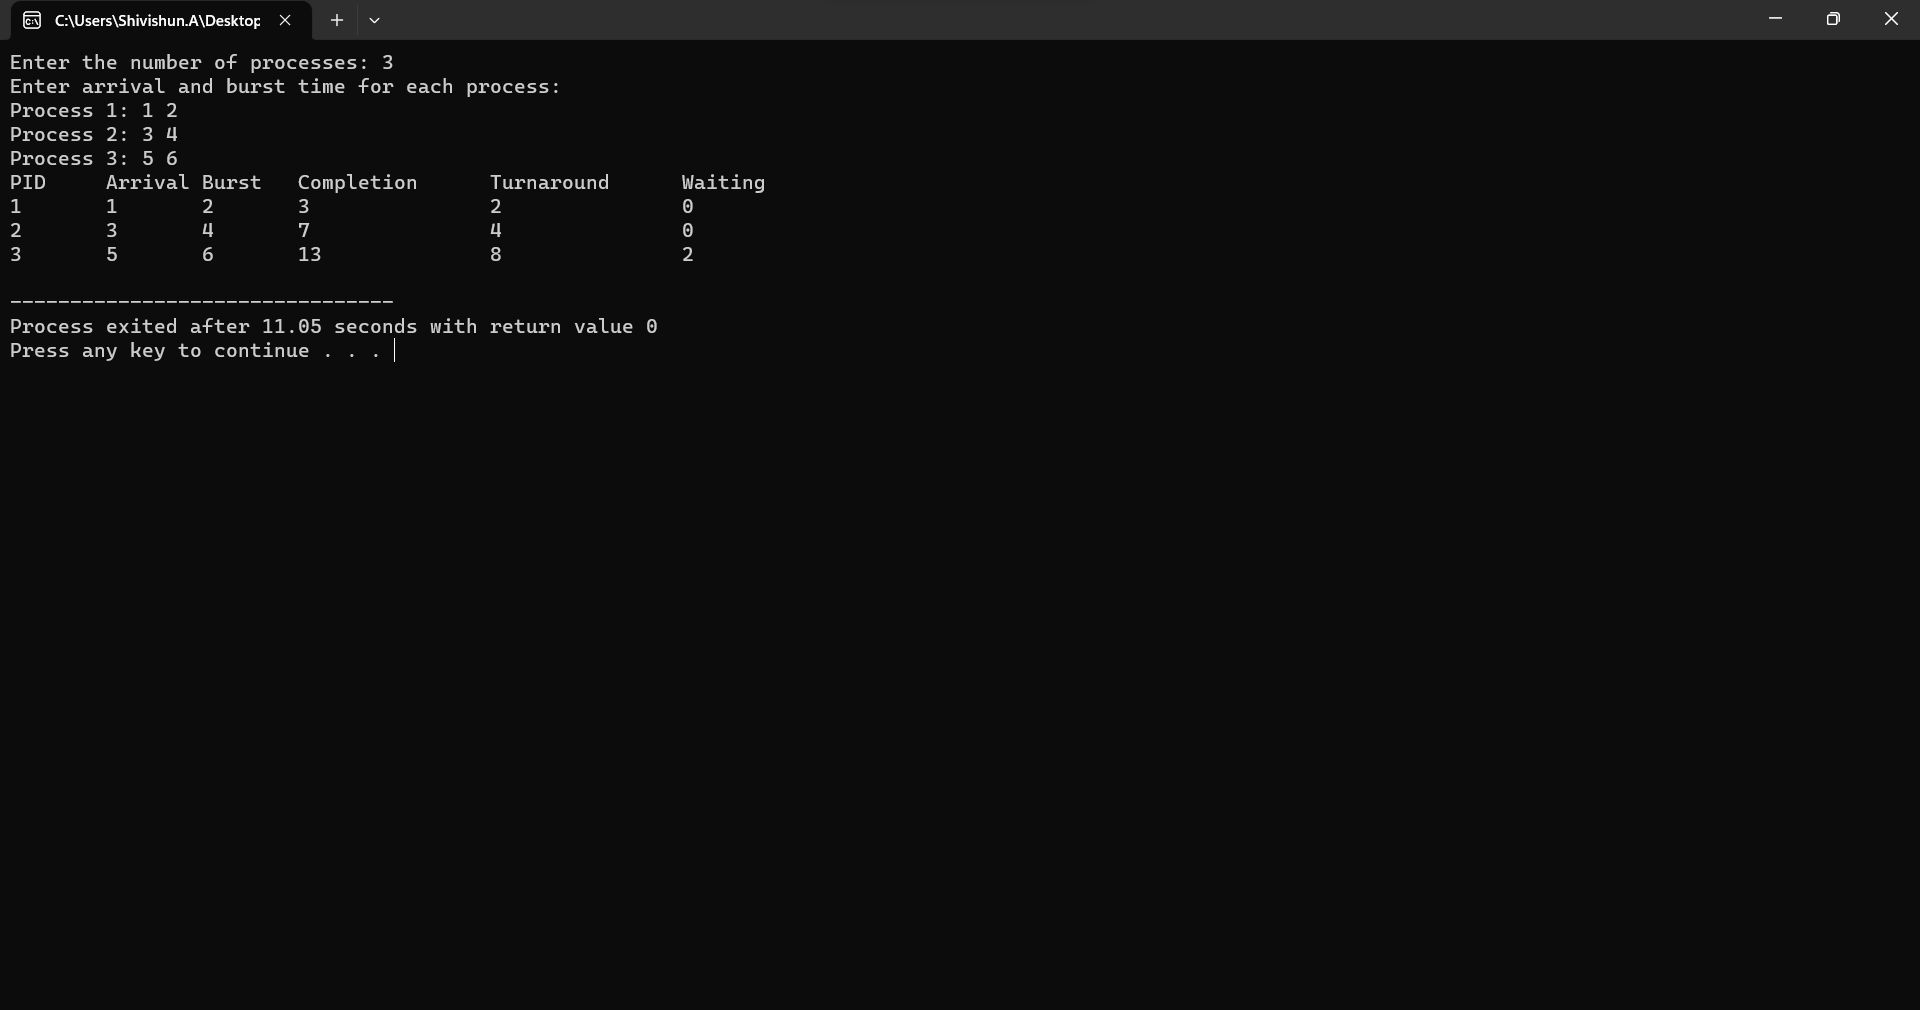 C:\Users\Shivishun.A\Desktop
Enter the number of processes: 3
Enter arrival and burst time for each process:
Process 1: 1 2
Process 2: 3 4
Process 3: 5 6
PID Arrival Burst Completion Turnaround Waiting
1 1 2 3 2 0
2 3 4 7 4 0
3 5 6 13 8 2
--------------------------------
Process exited after 11.05 seconds with return value 0
Press any key to continue . . .